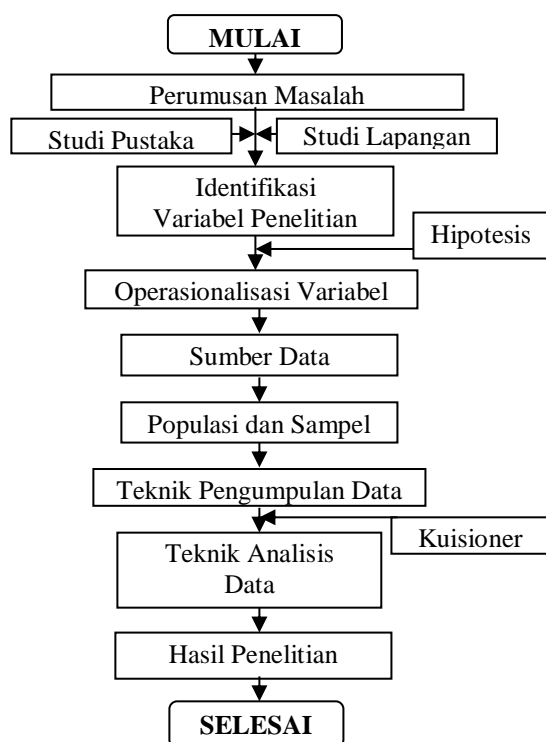 MULAI
Perumusan Masalah
Studi Pustaka
Studi Lapangan
Identifikasi
Variabel Penelitian
Hipotesis
Operasionalisasi Variabel
Sumber Data
Populasi dan Sampel
Teknik Pengumpulan Data
Kuisioner
Teknik Analisis
Data
Hasil Penelitian
SELESAI